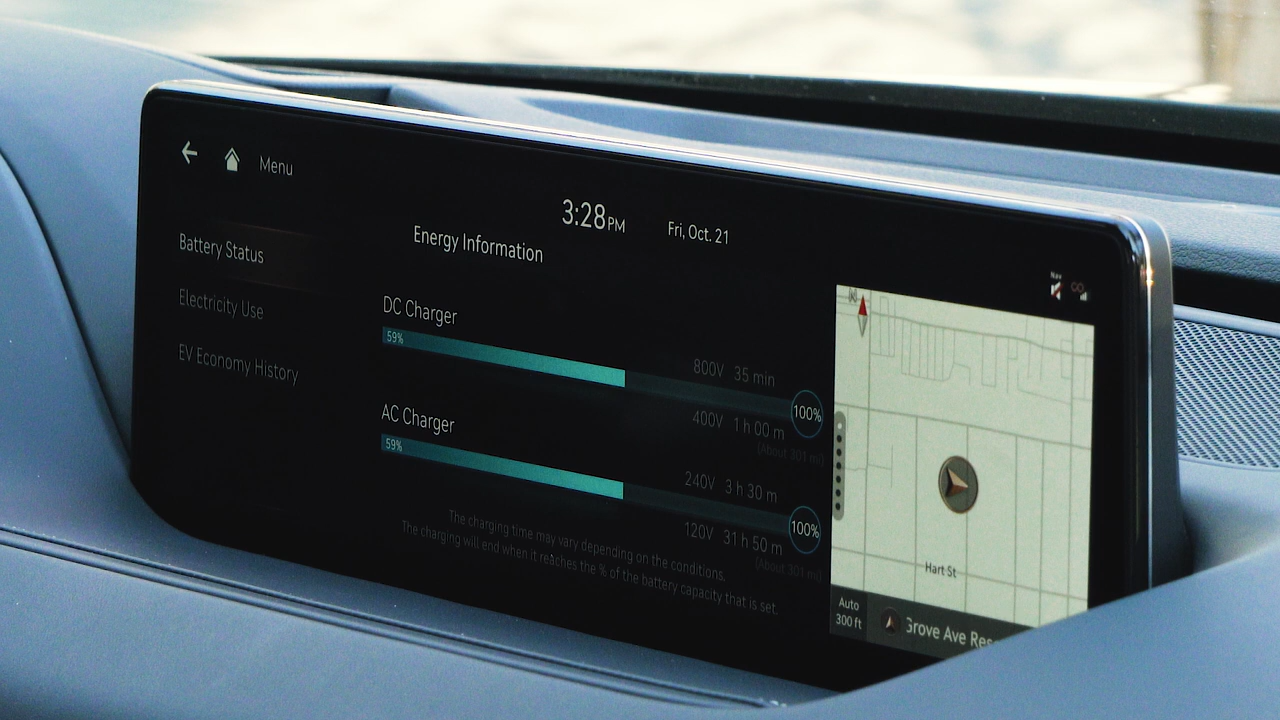 Menu
3:28 PM
Fri, Oct. 21
Battery Status
Electricity Use
EV Economy History
Energy Information
DC Charger
59%
800V 35 min
400V 1 h 00 m
100%
(About 301 mi)
AC Charger
59%
240V 3 h 30 m
120V 31 h 50 m
100%
(About 301 mi)
The charging time may vary depending on the conditions.
The charging will end when it reaches the % of the battery capacity that is set.
Nav
N
Hart St
Auto
300 ft
Grove Ave